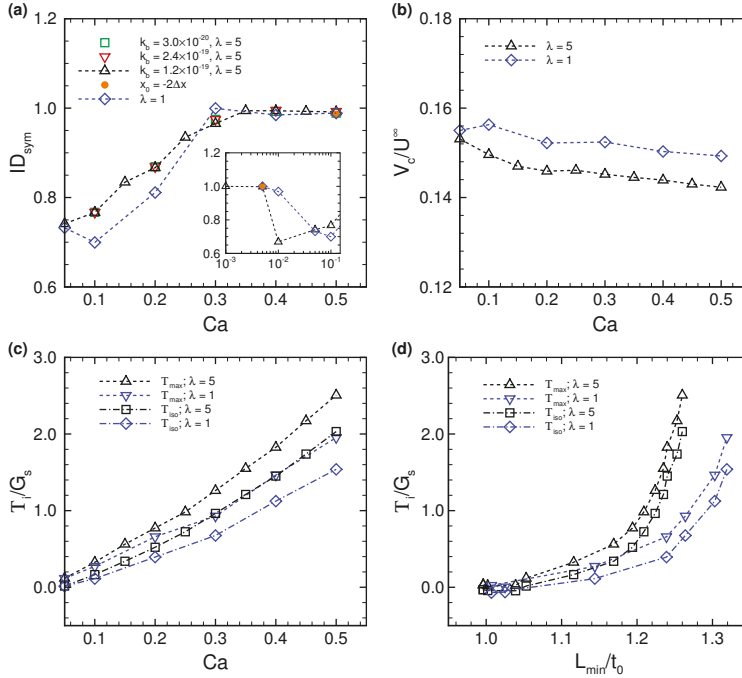 (a)
1.2
1.0
0.8
0.6
ID_sym
k_b = 3.0×10^-20, λ = 5
k_b = 2.4×10^-19, λ = 5
k_b = 1.2×10^-19, λ = 5
x_0 = -2Δx
λ = 1
1.2
1.0
0.8
0.6
10^-3 10^-2 10^-1
0.1 0.2 0.3 0.4 0.5
Ca
(b)
0.18
0.16
0.14
0.12
V_c/U^∞
λ = 5
λ = 1
0.1 0.2 0.3 0.4 0.5
Ca
(c)
3.0
2.0
1.0
0.0
T_i/G_s
T_max; λ = 5
T_max; λ = 1
T_iso; λ = 5
T_iso; λ = 1
0.1 0.2 0.3 0.4 0.5
Ca
(d)
3.0
2.0
1.0
0.0
T_i/G_s
T_max; λ = 5
T_max; λ = 1
T_iso; λ = 5
T_iso; λ = 1
1.0 1.1 1.2 1.3
L_min/t_0